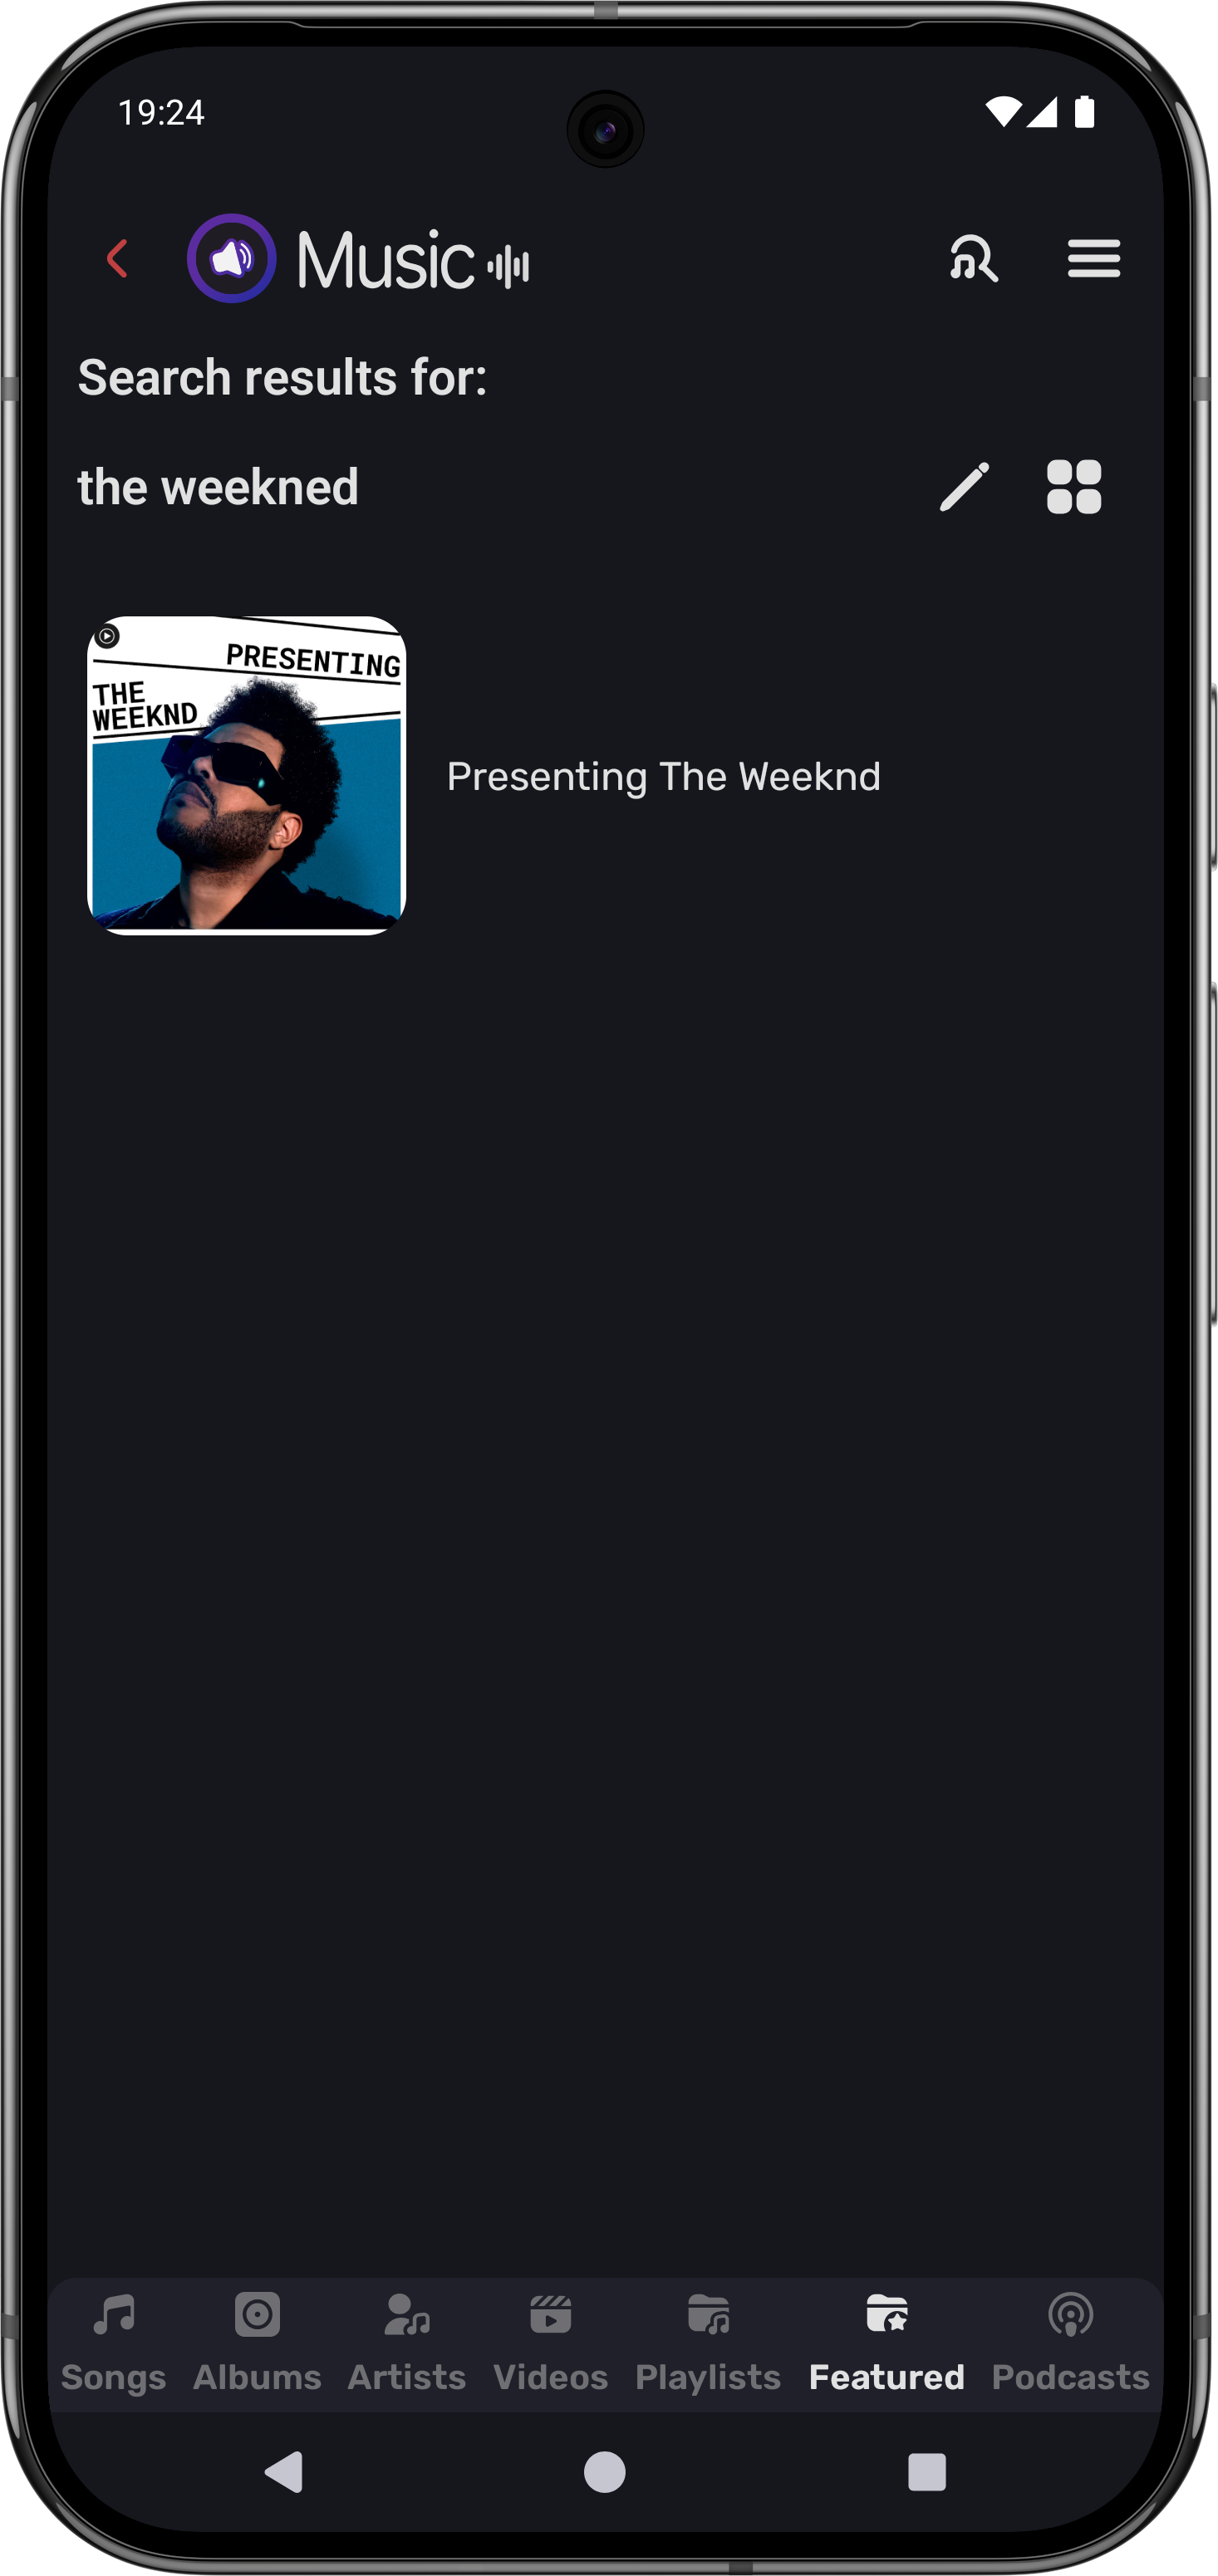 19:24
Music
Search results for:
the weekned
PRESENTING
THE
WEEKND
Presenting The Weeknd
Songs Albums Artists Videos Playlists Featured Podcasts